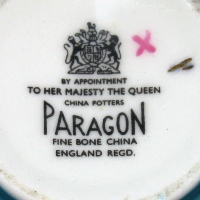 BY APPOINTMENT
TO HER MAJESTY THE QUEEN
CHINA POTTERS
PARAGON
FINE BONE CHINA
ENGLAND REGD.